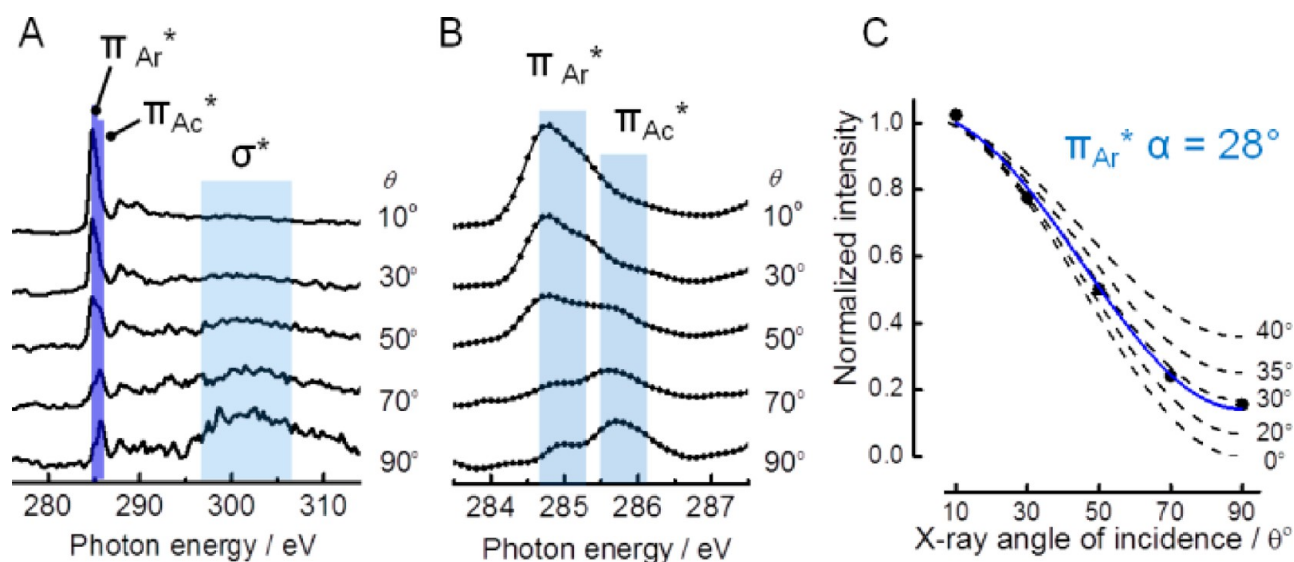 A
π Ar*
π Ac*
σ*
θ
10°
30°
50°
70°
90°
280 290 300 310
Photon energy / eV
B
π Ar*
π Ac*
θ
10°
30°
50°
70°
90°
284 285 286 287
Photon energy / eV
C
Normalized intensity
1.0
0.8
0.6
0.4
0.2
0.0
π Ar* α = 28°
40°
35°
30°
20°
0°
10 30 50 70 90
X-ray angle of incidence / θ°